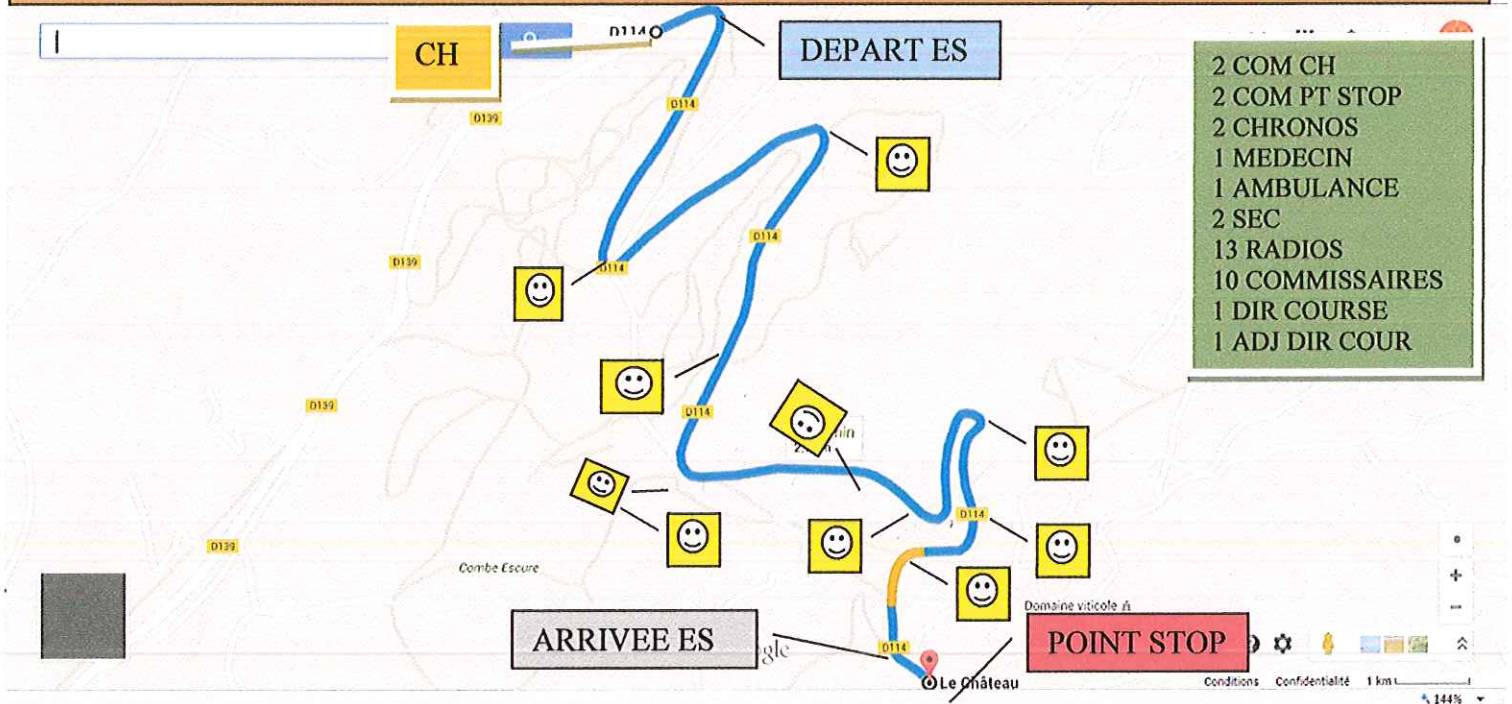 D114
CH
DEPART ES
2 COM CH
2 COM PT STOP
2 CHRONOS
1 MEDECIN
1 AMBULANCE
2 SEC
13 RADIOS
10 COMMISSAIRES
1 DIR COURSE
1 ADJ DIR COUR
D114
D139
D114
D139
D114
D139
D114
D114
D139
Combe Escure
Domaine viticole
ARRIVEE ES
gle
D114
POINT STOP
Le Château
Conditions Confidentialité 1 km
144%